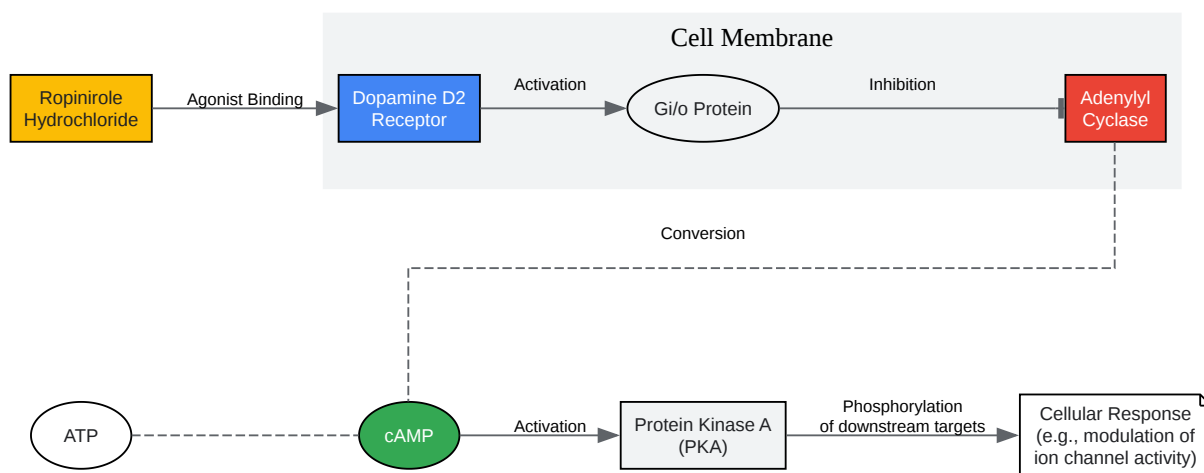 Cell Membrane
Ropinirole
Hydrochloride
Agonist Binding
Dopamine D2
Receptor
Activation
Gi/o Protein
Inhibition
Adenylyl
Cyclase
Conversion
ATP
cAMP
Activation
Protein Kinase A
(PKA)
Phosphorylation
of downstream targets
Cellular Response
(e.g., modulation of
ion channel activity)